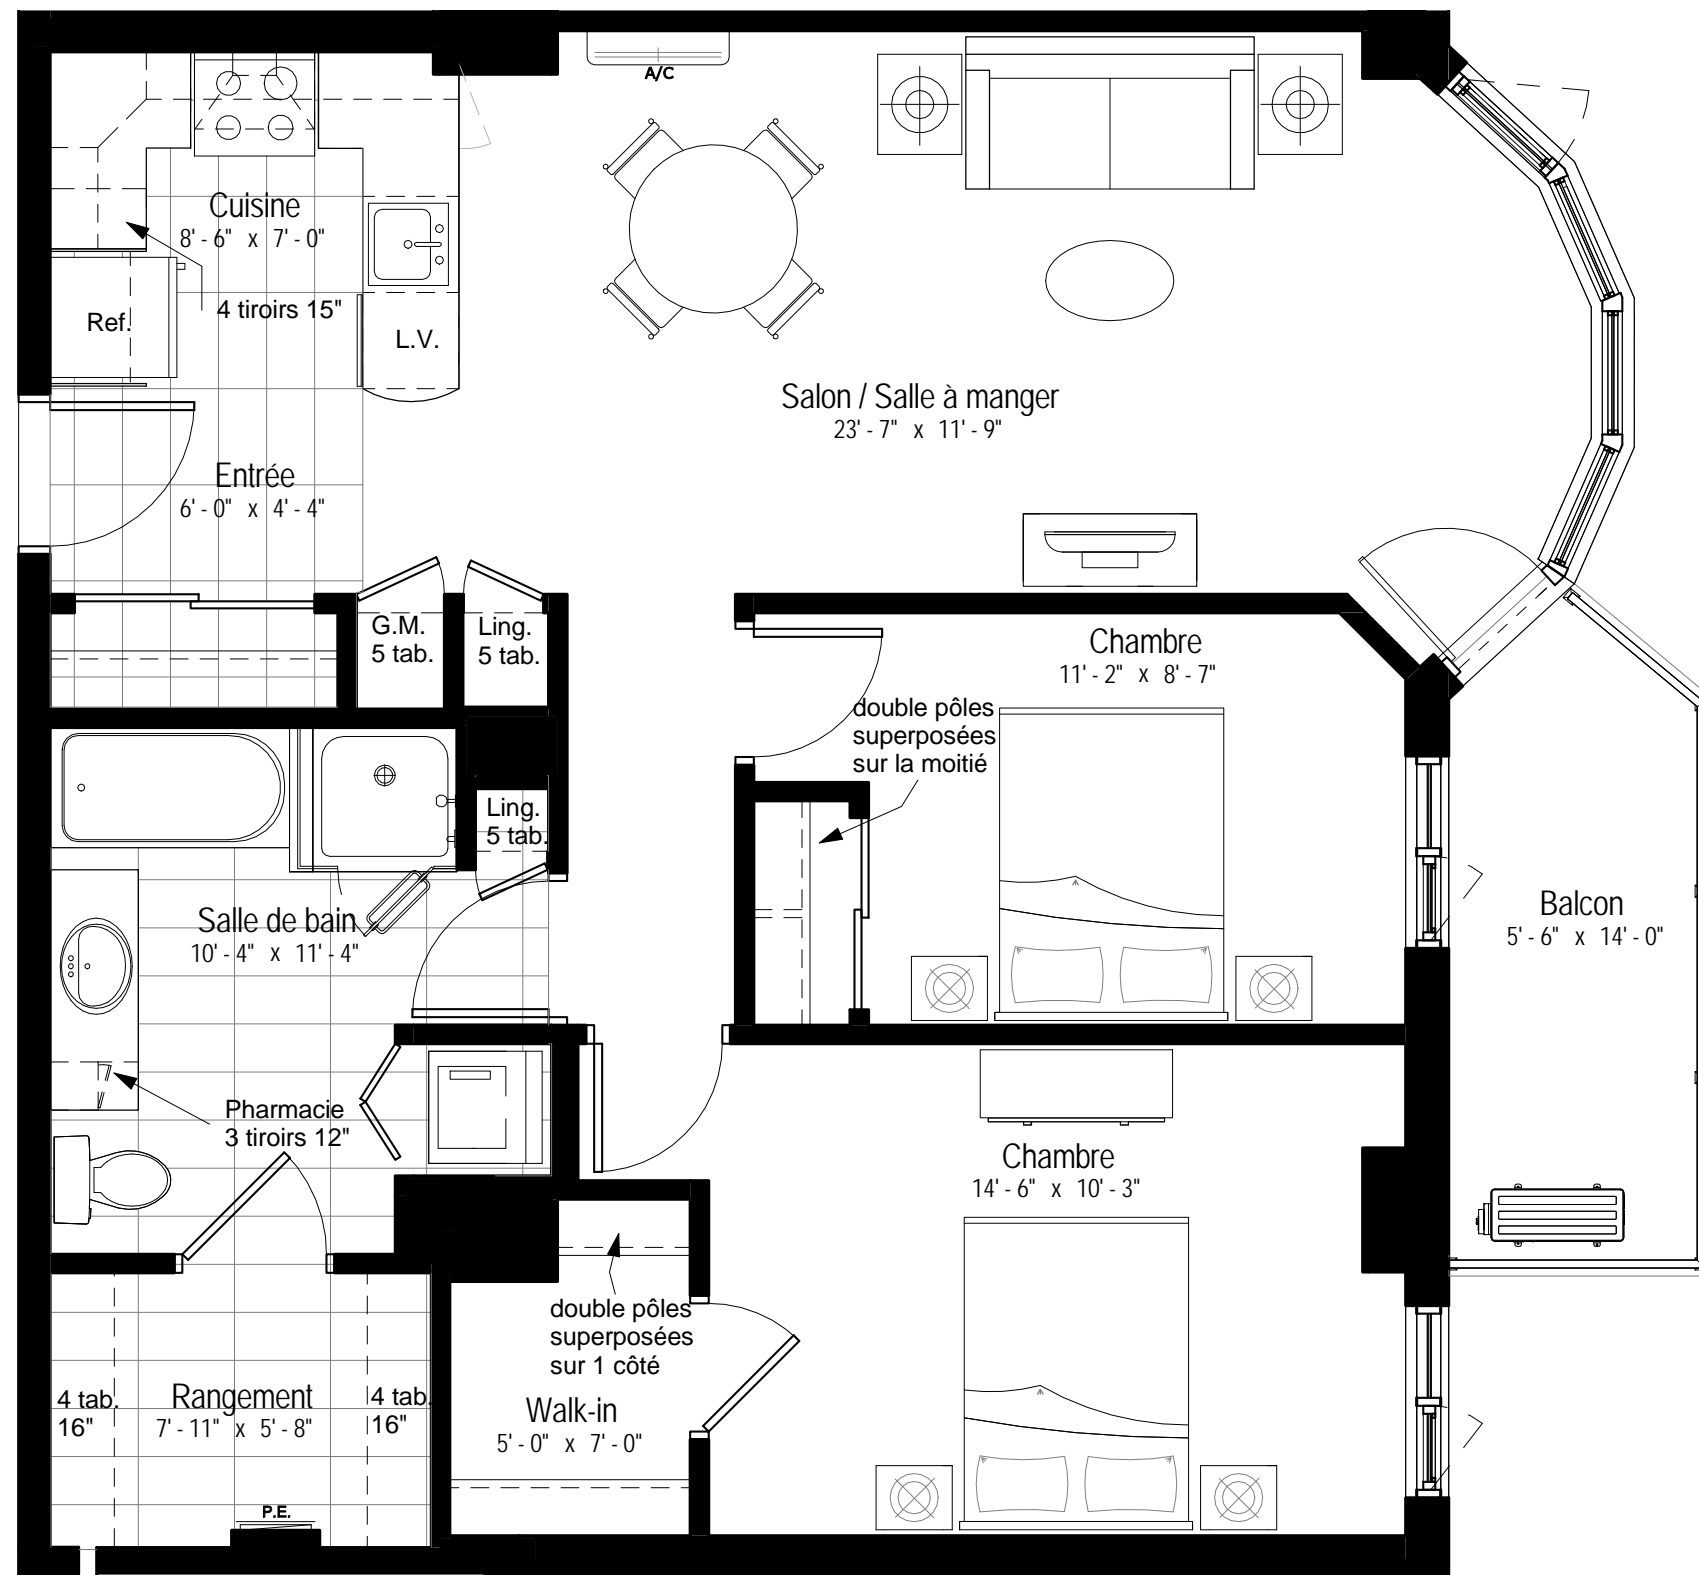 A/C
Cuisine
8' - 6" x 7' - 0"
4 tiroirs 15"
Ref.
L.V.
Salon / Salle à manger
23' - 7" x 11' - 9"
Entrée
6' - 0" x 4' - 4"
G.M.
5 tab.
Ling.
5 tab.
Chambre
11' - 2" x 8' - 7"
double pôles
superposées
sur la moitié
Ling.
5 tab.
Salle de bain
10' - 4" x 11' - 4"
Balcon
5' - 6" x 14' - 0"
Pharmacie
3 tiroirs 12"
Chambre
14' - 6" x 10' - 3"
double pôles
superposées
sur 1 côté
4 tab.
16"
Rangement
7' - 11" x 5' - 8"
4 tab.
16"
Walk-in
5' - 0" x 7' - 0"
P.E.